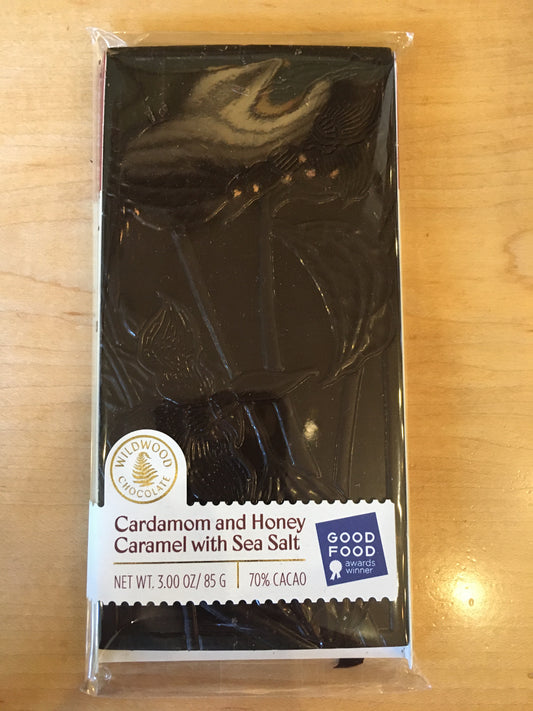 WILDWOOD
CHOCOLATE
Cardamom and Honey
Caramel with Sea Salt
NET WT. 3.00 OZ/ 85 G
70% CACAO
GOOD
FOOD
awards
winner